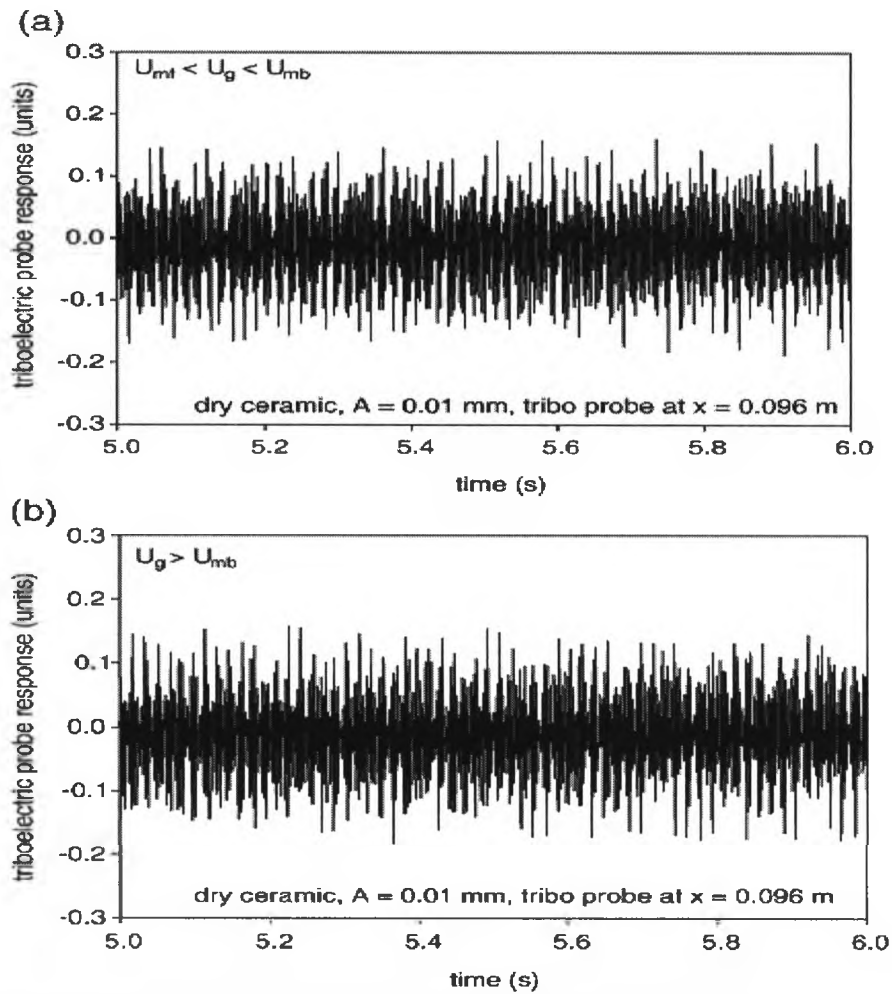 (a)
triboelectric probe response (units)
0.3
0.2
0.1
0.0
-0.1
-0.2
-0.3
U_mf < U_g < U_mb
dry ceramic, A = 0.01 mm, tribo probe at x = 0.096 m
5.0 5.2 5.4 5.6 5.8 6.0
time (s)
(b)
triboelectric probe response (units)
0.3
0.2
0.1
0.0
-0.1
-0.2
-0.3
U_g > U_mb
dry ceramic, A = 0.01 mm, tribo probe at x = 0.096 m
5.0 5.2 5.4 5.6 5.8 6.0
time (s)